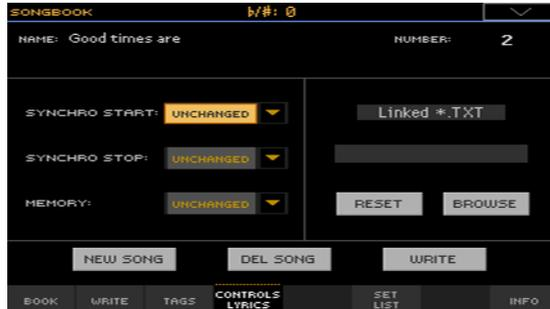 SONGBOOK ♭/#: 0
NAME: Good times are NUMBER: 2
SYNCHRO START: UNCHANGED Linked *.TXT
SYNCHRO STOP: UNCHANGED
MEMORY: UNCHANGED RESET BROWSE
NEW SONG DEL SONG WRITE
BOOK WRITE TAGS CONTROLS LYRICS SET LIST INFO